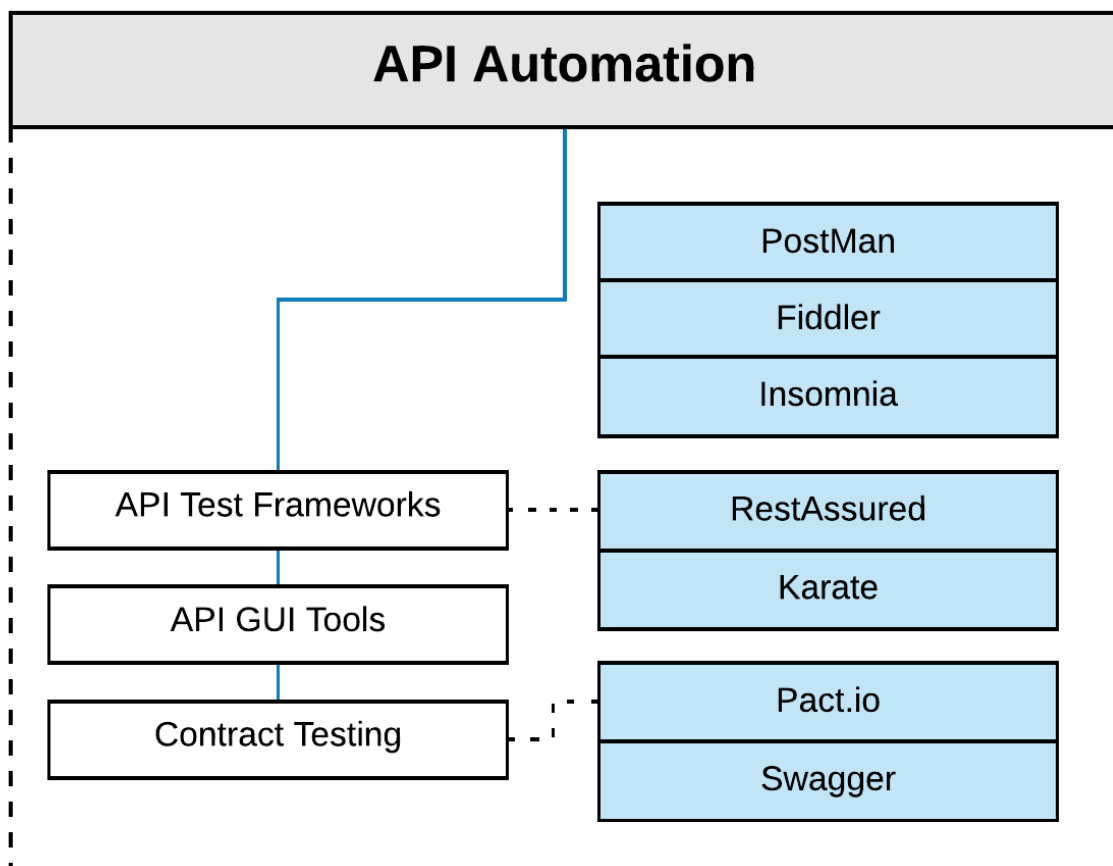 API Automation
PostMan
Fiddler
Insomnia
API Test Frameworks
RestAssured
Karate
API GUI Tools
Contract Testing
Pact.io
Swagger